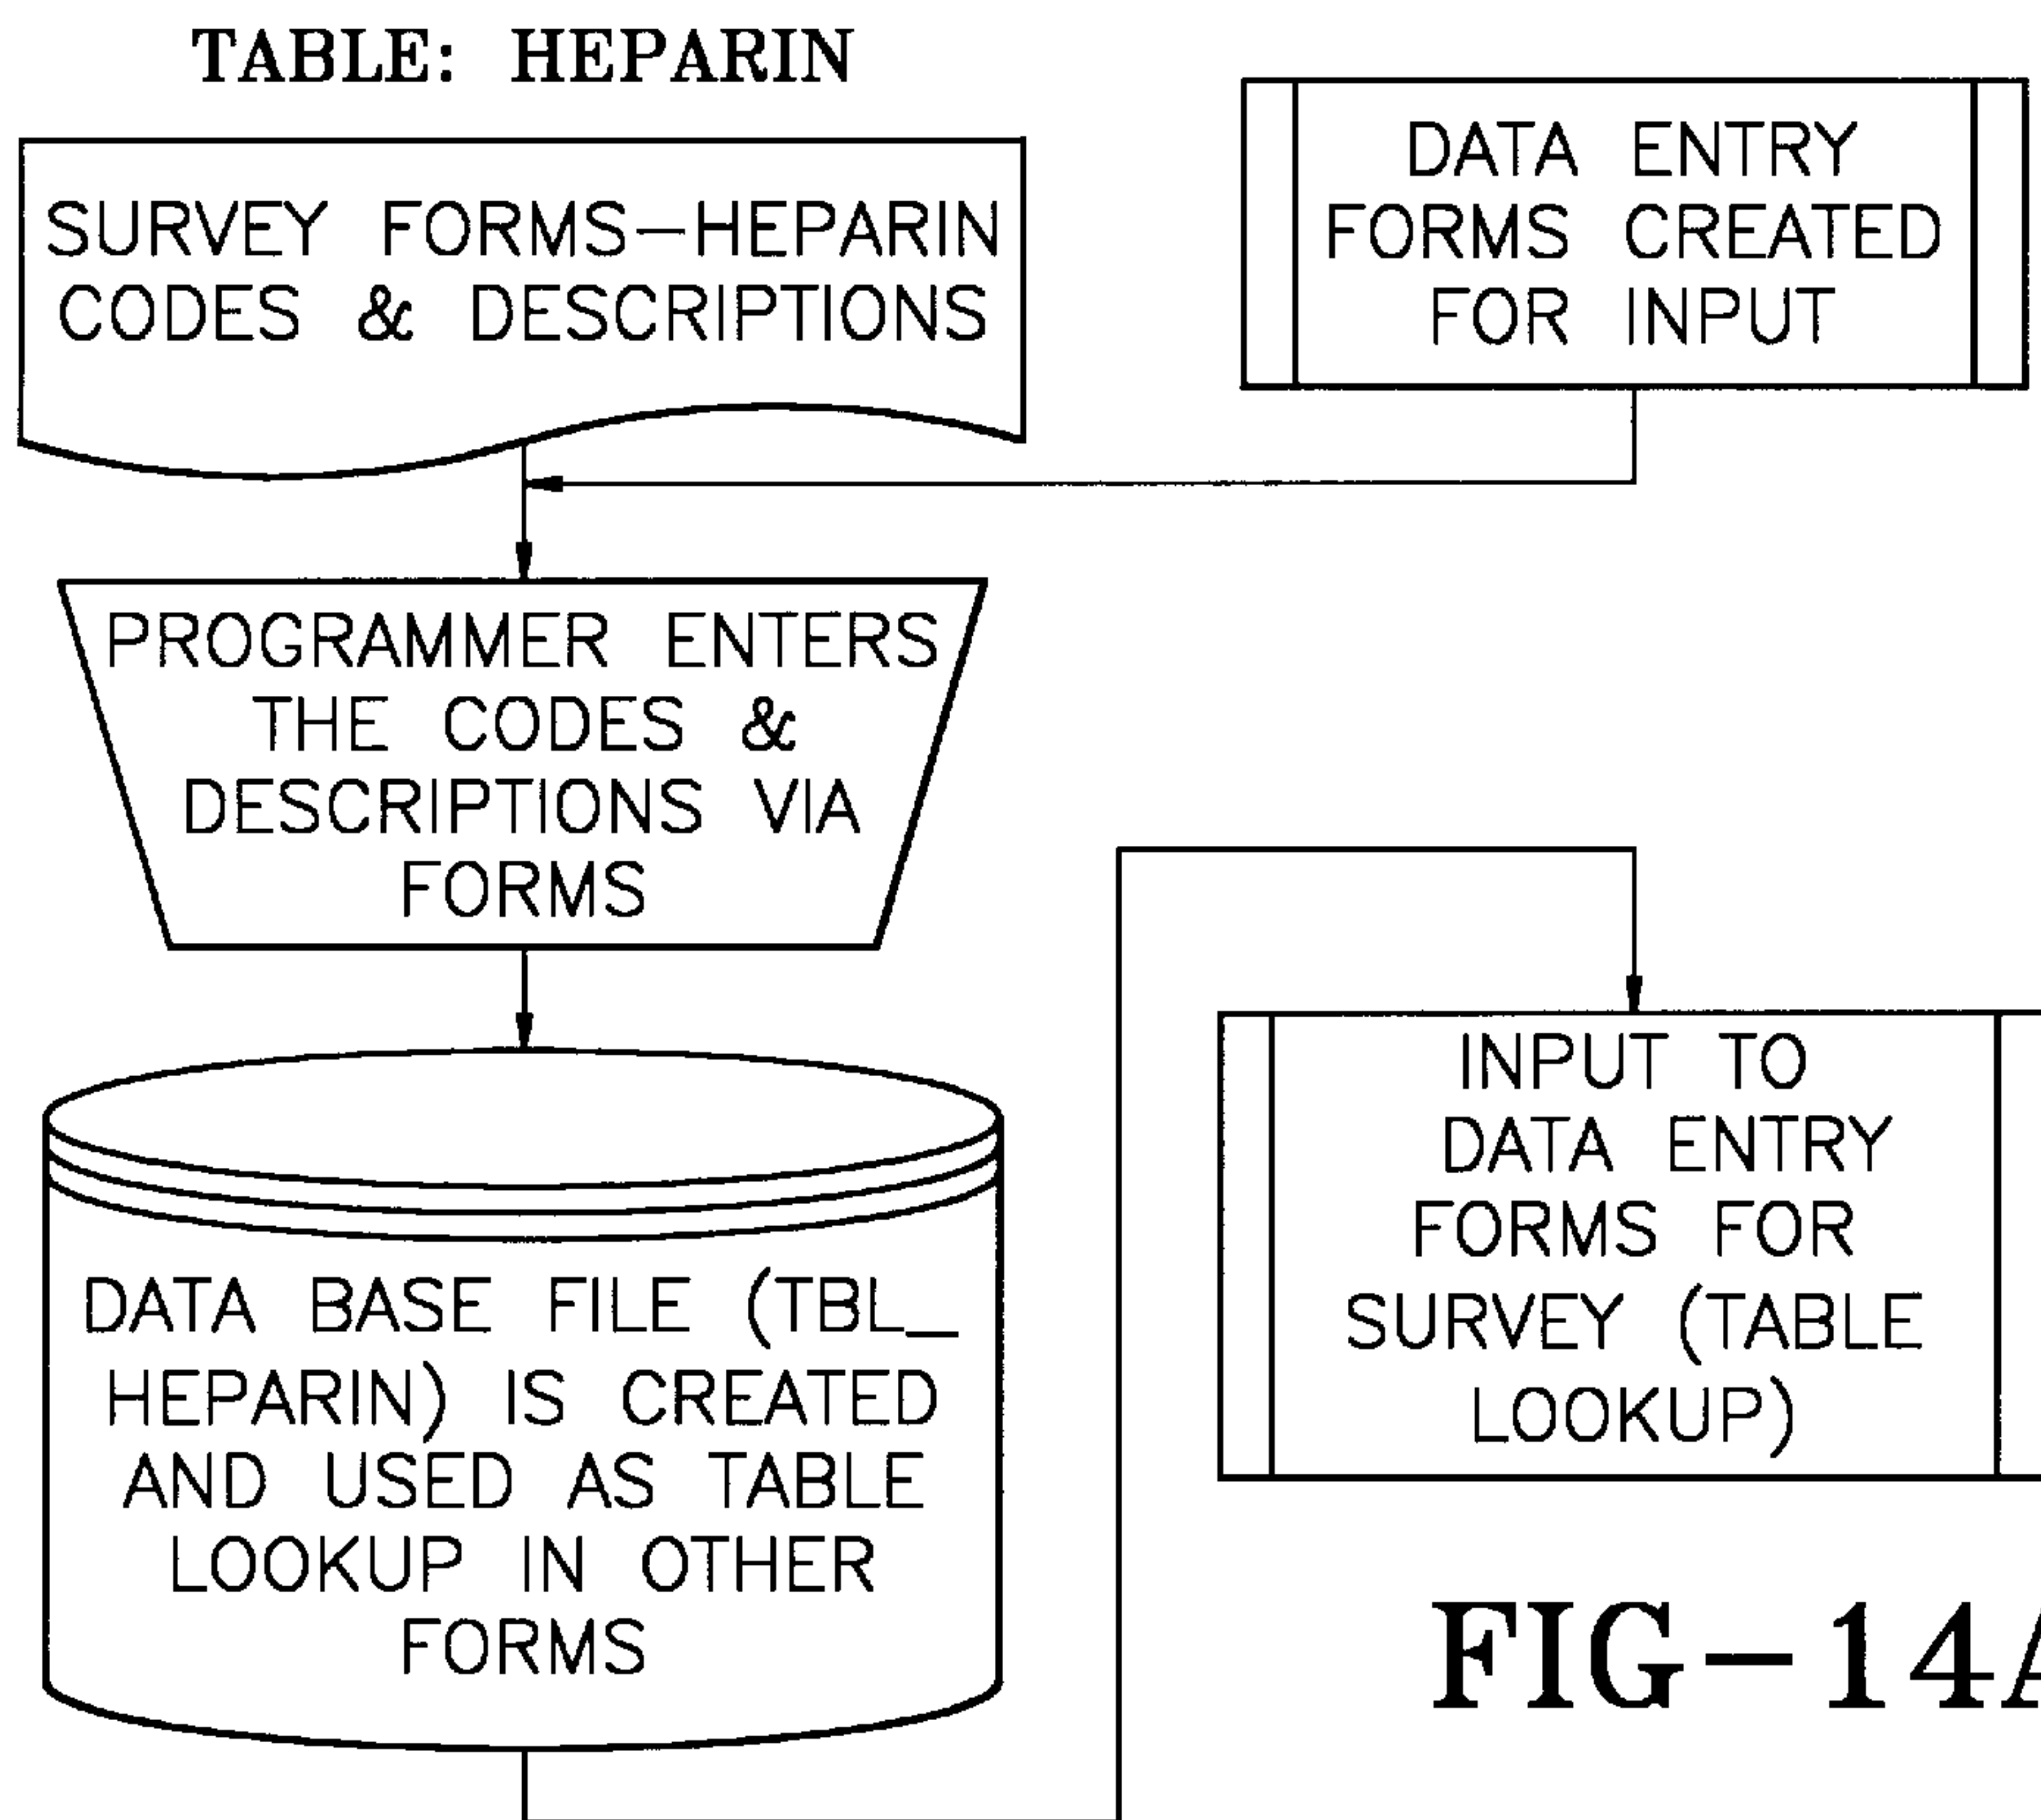 TABLE: HEPARIN
SURVEY FORMS-HEPARIN
CODES & DESCRIPTIONS
DATA ENTRY
FORMS CREATED
FOR INPUT
PROGRAMMER ENTERS
THE CODES &
DESCRIPTIONS VIA
FORMS
DATA BASE FILE (TBL_
HEPARIN) IS CREATED
AND USED AS TABLE
LOOKUP IN OTHER
FORMS
INPUT TO
DATA ENTRY
FORMS FOR
SURVEY (TABLE
LOOKUP)
FIG-14A